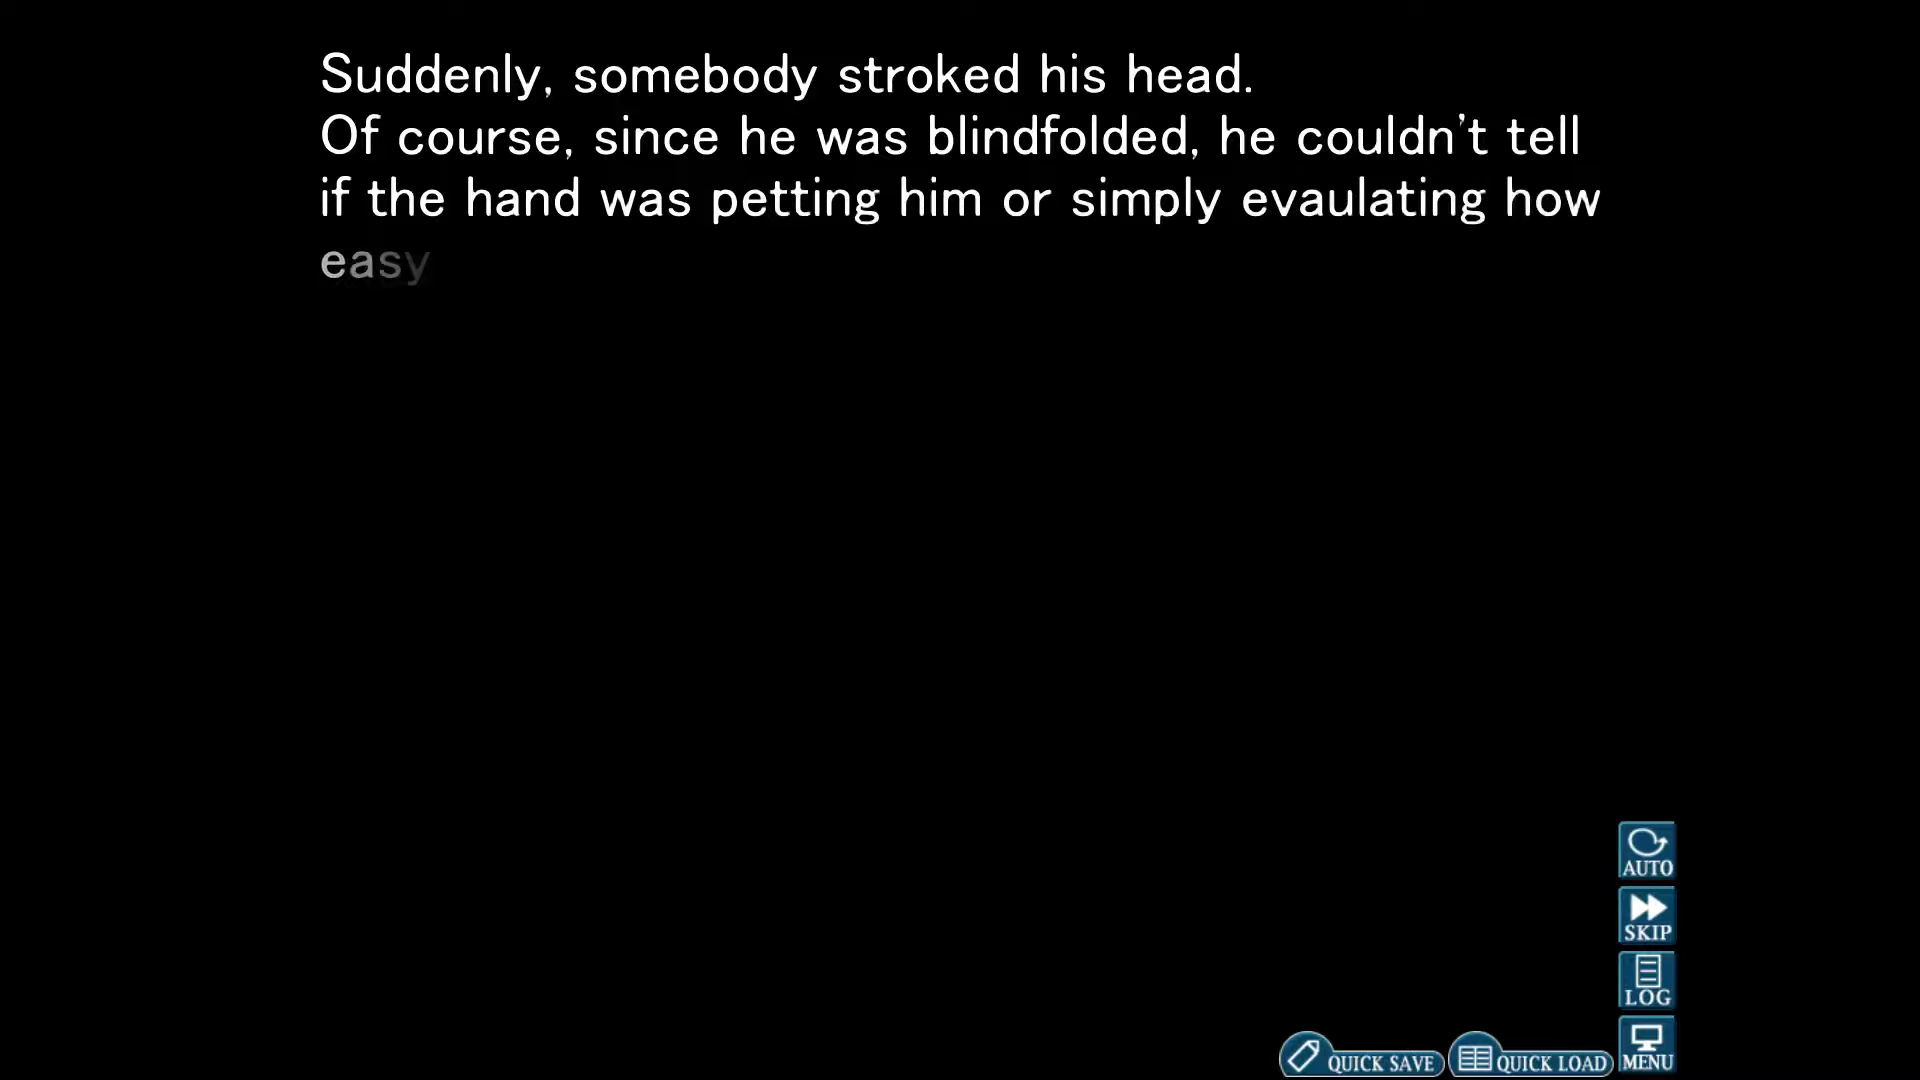 Suddenly, somebody stroked his head.
Of course, since he was blindfolded, he couldn't tell
if the hand was petting him or simply evaulating how
easy
AUTO
SKIP
LOG
QUICK SAVE
QUICK LOAD
MENU